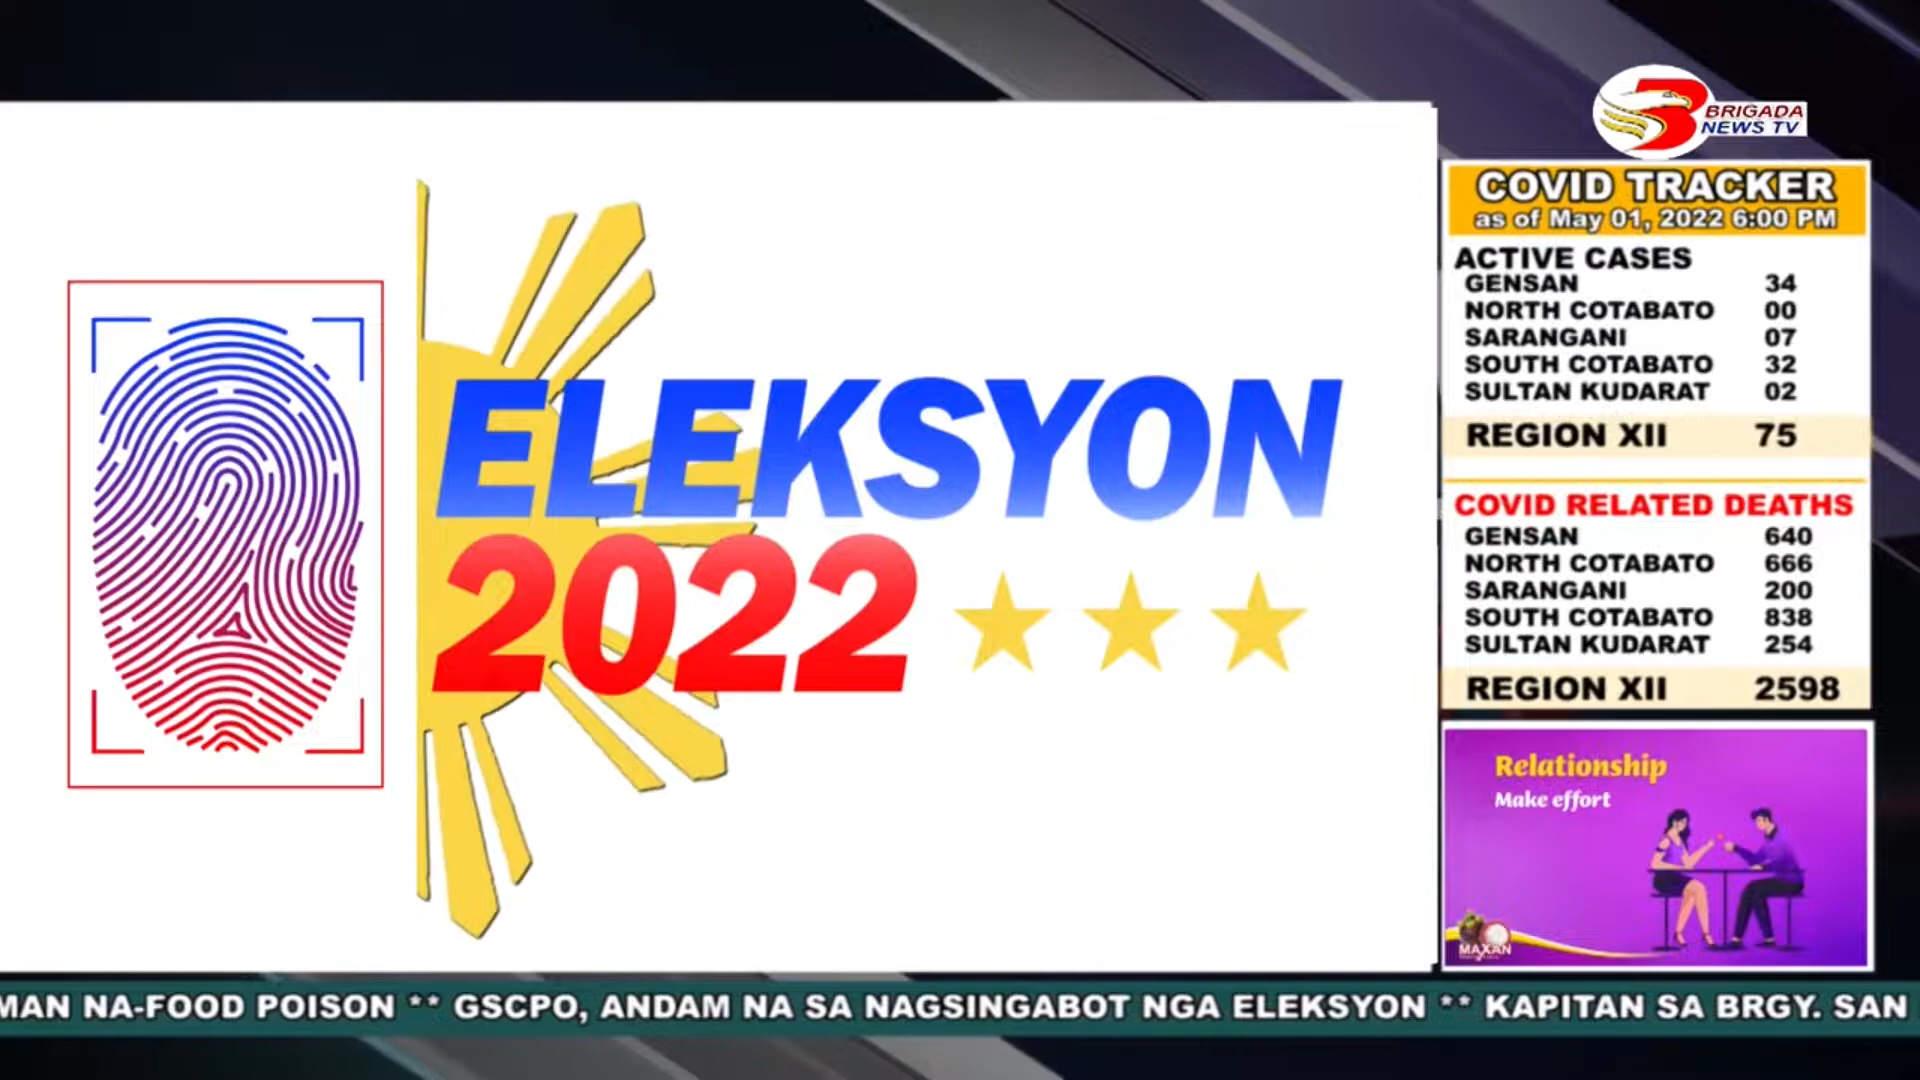 BRIGADA
NEWS TV
ELEKSYON
2022
COVID TRACKER
as of May 01, 2022 6:00 PM
ACTIVE CASES
GENSAN 34
NORTH COTABATO 00
SARANGANI 07
SOUTH COTABATO 32
SULTAN KUDARAT 02
REGION XII 75
COVID RELATED DEATHS
GENSAN 640
NORTH COTABATO 666
SARANGANI 200
SOUTH COTABATO 838
SULTAN KUDARAT 254
REGION XII 2598
Relationship
Make effort
MAXAN
MAN NA-FOOD POISON ** GSCPO, ANDAM NA SA NAGSINGABOT NGA ELEKSYON ** KAPITAN SA BRGY. SAN